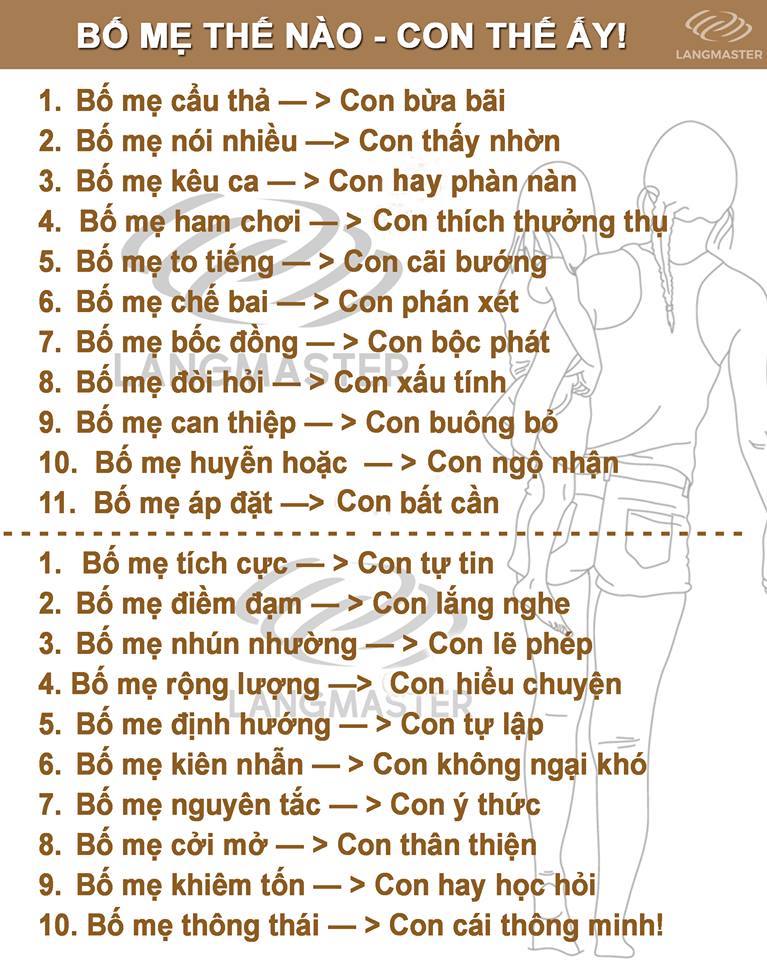 BỐ MẸ THẾ NÀO - CON THẾ ẤY!
LANGMASTER
1. Bố mẹ cẩu thả — > Con bừa bãi
2. Bố mẹ nói nhiều —> Con thấy nhờn
3. Bố mẹ kêu ca — > Con hay phàn nàn
4. Bố mẹ ham chơi — > Con thích thưởng thụ
5. Bố mẹ to tiếng — > Con cãi bướng
6. Bố mẹ chế bai — > Con phán xét
7. Bố mẹ bốc đồng — > Con bộc phát
LANGMASTER
8. Bố mẹ đòi hỏi — > Con xấu tính
9. Bố mẹ can thiệp — > Con buông bỏ
10. Bố mẹ huyễn hoặc — > Con ngộ nhận
11. Bố mẹ áp đặt —> Con bất cần
1. Bố mẹ tích cực — > Con tự tin
2. Bố mẹ điềm đạm — > Con lắng nghe
3. Bố mẹ nhún nhường — > Con lẽ phép
4. Bố mẹ rộng lượng —> Con hiểu chuyện
LANGMASTER
5. Bố me định hướng — > Con tự lập
6. Bố mẹ kiên nhẫn — > Con không ngại khó
7. Bố mẹ nguyên tắc — > Con ý thức
8. Bố mẹ cởi mở — > Con thân thiện
9. Bố mẹ khiêm tốn — > Con hay học hỏi
10. Bố mẹ thông thái — > Con cái thông minh!